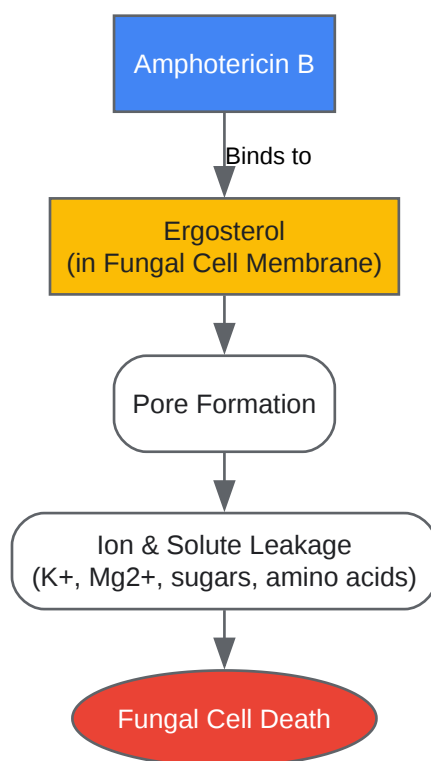 Amphotericin B
Binds to
Ergosterol
(in Fungal Cell Membrane)
Pore Formation
Ion & Solute Leakage
(K+, Mg2+, sugars, amino acids)
Fungal Cell Death